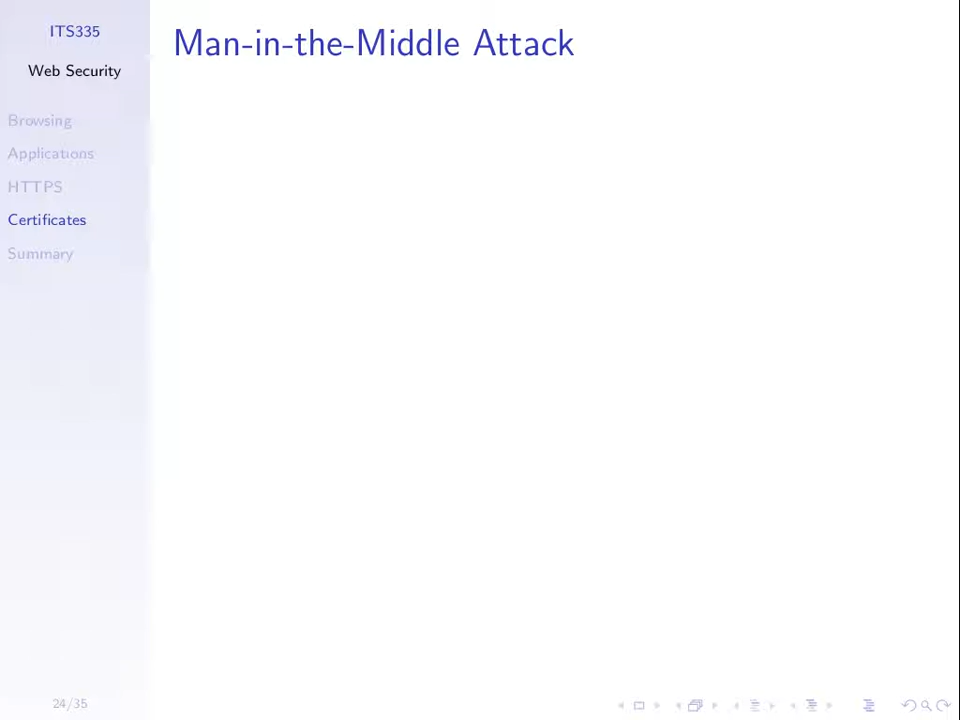 ITS335
Web Security
Browsing
Applications
HTTPS
Certificates
Summary
24/35
Man-in-the-Middle Attack